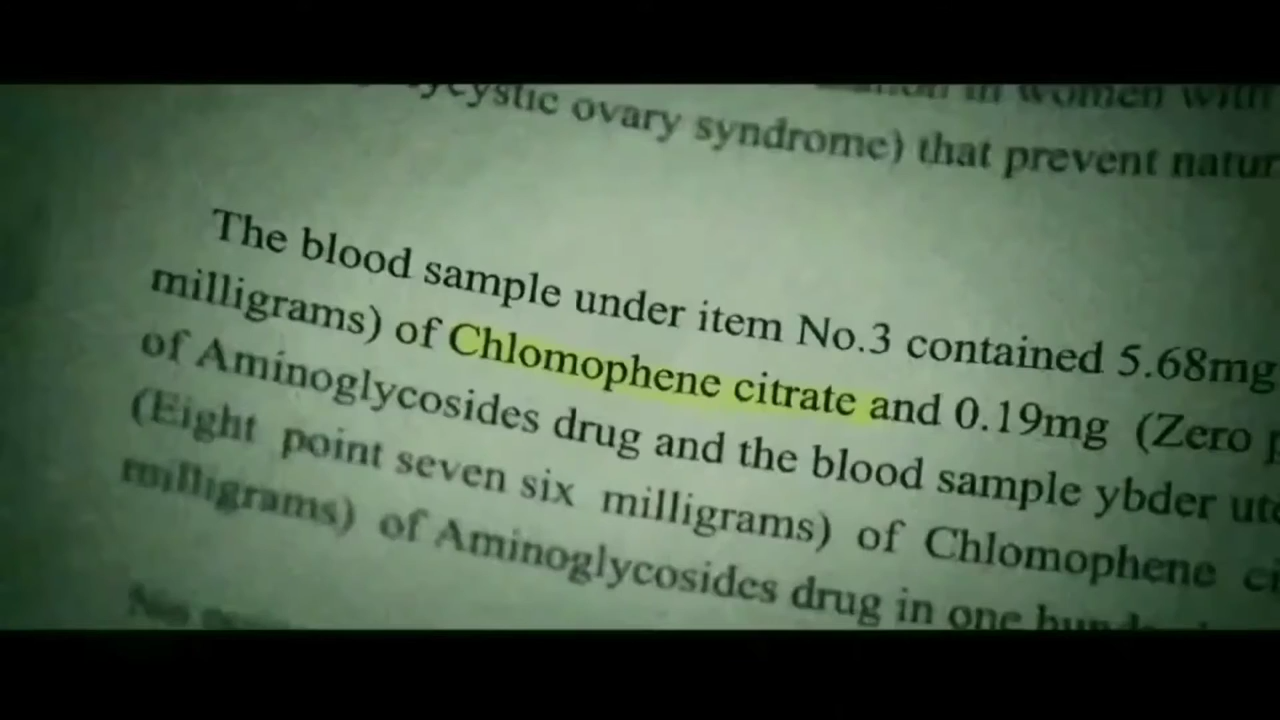 ovary syndrome) that prevent
The blood sample under item No.3 contained 5.68mg
milligrams) of Chlomophene citrate and 0.19mg (Zero
of Aminoglycosides drug and the blood sample ybder
(Eight point seven six milligrams) of Chlomophene
milligrams) of Aminoglycosides drug in one